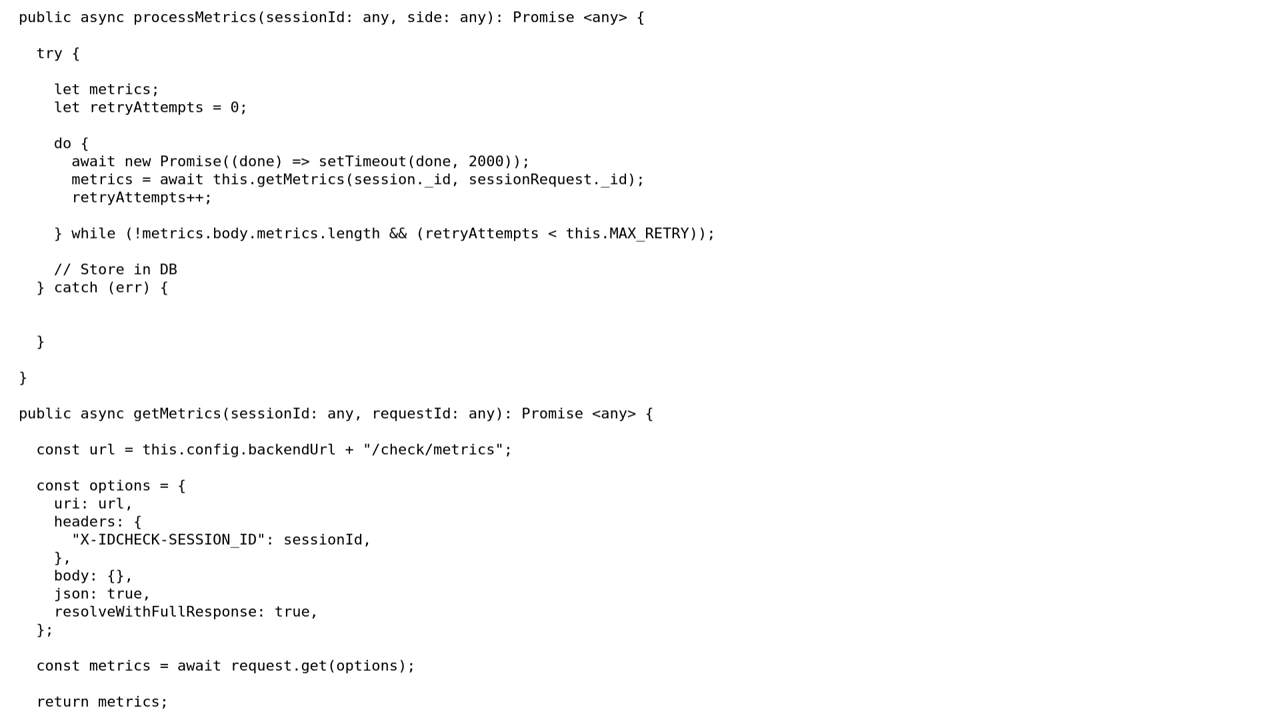 public async processMetrics(sessionId: any, side: any): Promise <any> {
try {
let metrics;
let retryAttempts = 0;
do {
await new Promise((done) => setTimeout(done, 2000));
metrics = await this.getMetrics(session._id, sessionRequest._id);
retryAttempts++;
} while (!metrics.body.metrics.length && (retryAttempts < this.MAX_RETRY));
// Store in DB
} catch (err) {
}
}
public async getMetrics(sessionId: any, requestId: any): Promise <any> {
const url = this.config.backendUrl + "/check/metrics";
const options = {
uri: url,
headers: {
"X-IDCHECK-SESSION_ID": sessionId,
},
body: {},
json: true,
resolveWithFullResponse: true,
};
const metrics = await request.get(options);
return metrics;